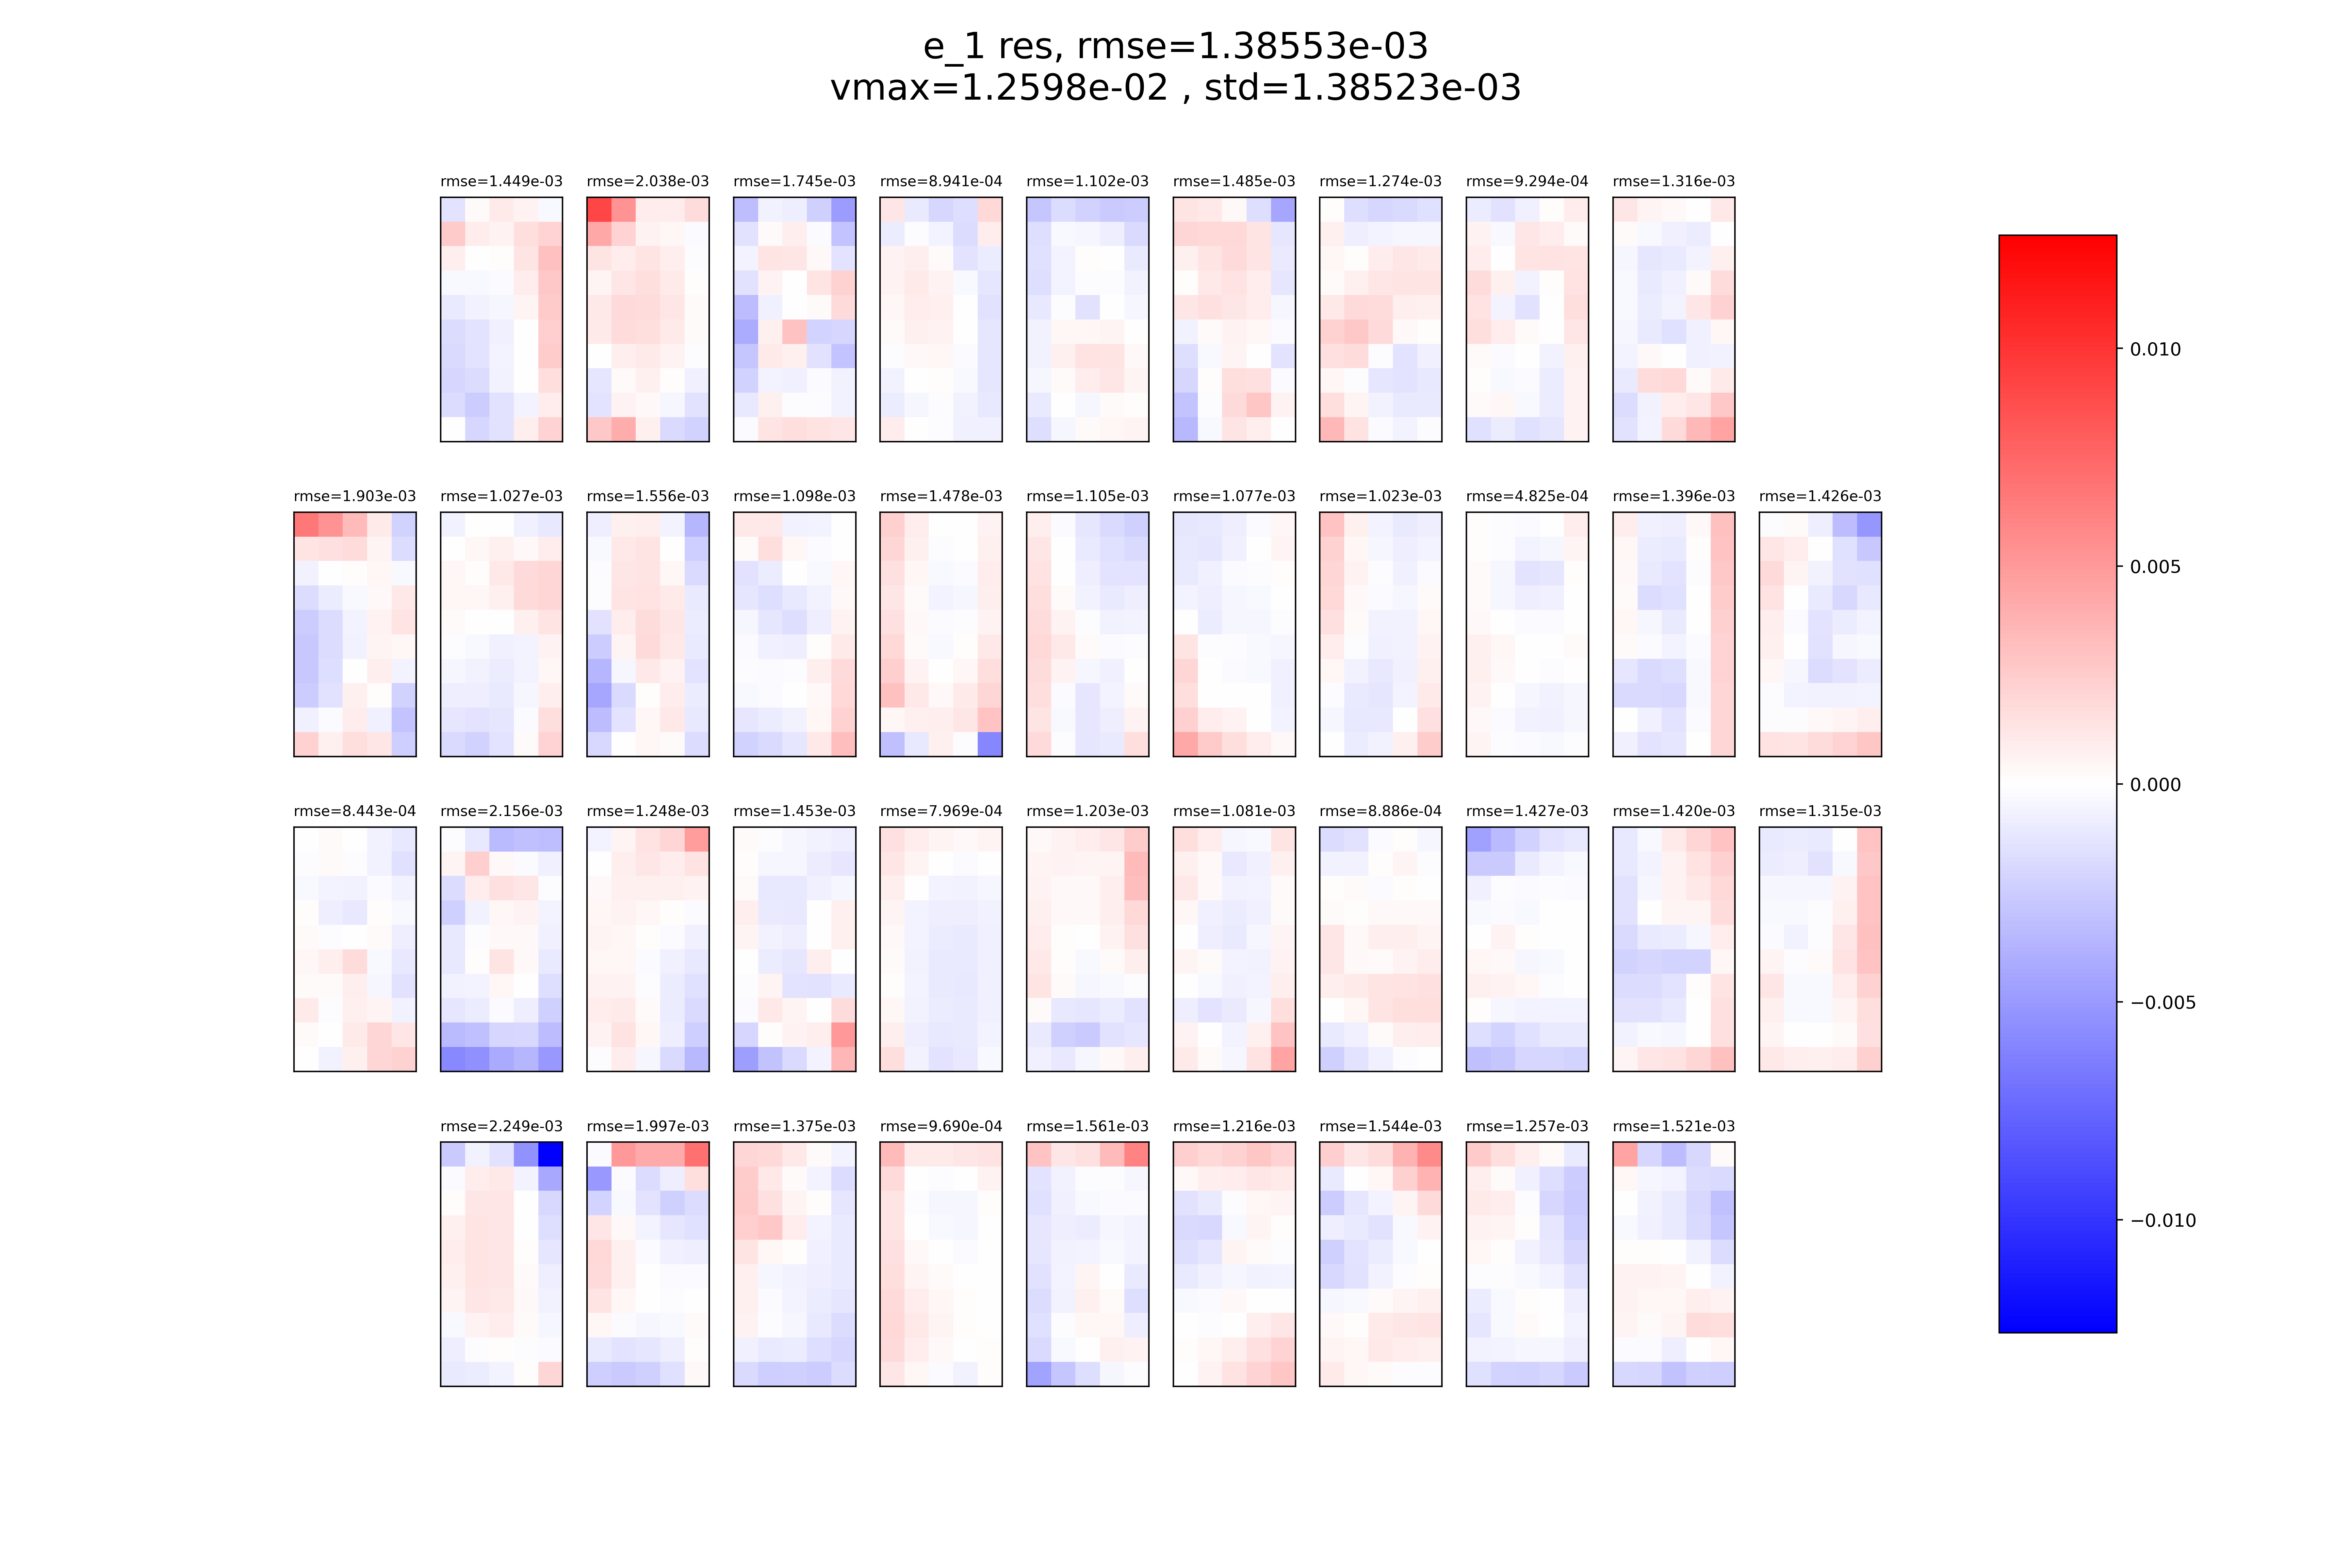 e_1 res, rmse=1.38553e-03
vmax=1.2598e-02 , std=1.38523e-03
rmse=1.449e-03 rmse=2.038e-03 rmse=1.745e-03 rmse=8.941e-04 rmse=1.102e-03 rmse=1.485e-03 rmse=1.274e-03 rmse=9.294e-04 rmse=1.316e-03
rmse=1.903e-03 rmse=1.027e-03 rmse=1.556e-03 rmse=1.098e-03 rmse=1.478e-03 rmse=1.105e-03 rmse=1.077e-03 rmse=1.023e-03 rmse=4.825e-04 rmse=1.396e-03 rmse=1.426e-03
rmse=8.443e-04 rmse=2.156e-03 rmse=1.248e-03 rmse=1.453e-03 rmse=7.969e-04 rmse=1.203e-03 rmse=1.081e-03 rmse=8.886e-04 rmse=1.427e-03 rmse=1.420e-03 rmse=1.315e-03
rmse=2.249e-03 rmse=1.997e-03 rmse=1.375e-03 rmse=9.690e-04 rmse=1.561e-03 rmse=1.216e-03 rmse=1.544e-03 rmse=1.257e-03 rmse=1.521e-03
0.010
0.005
0.000
−0.005
−0.010